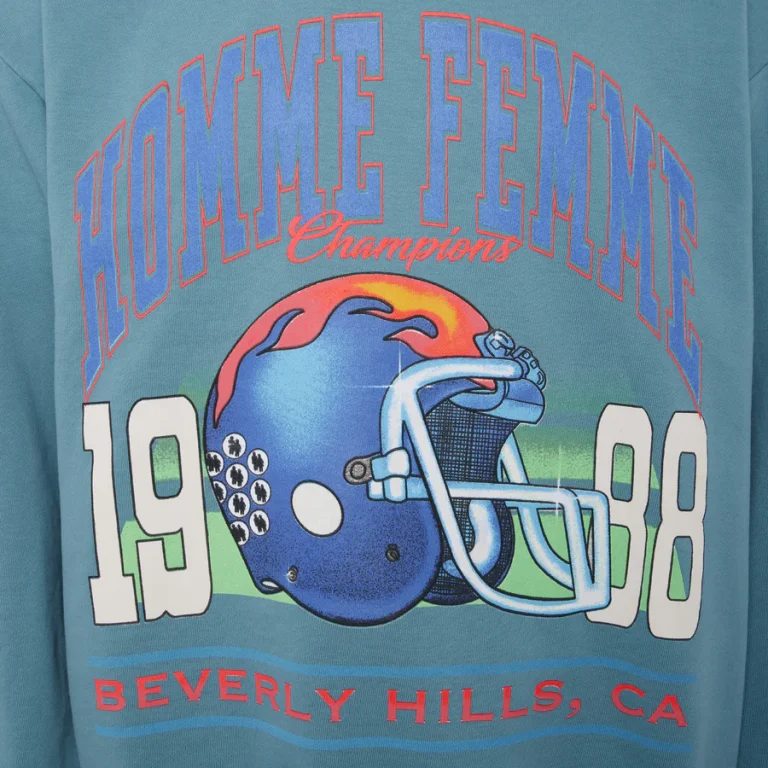 HOMME FEMME
Champions
1988
BEVERLY HILLS, CA